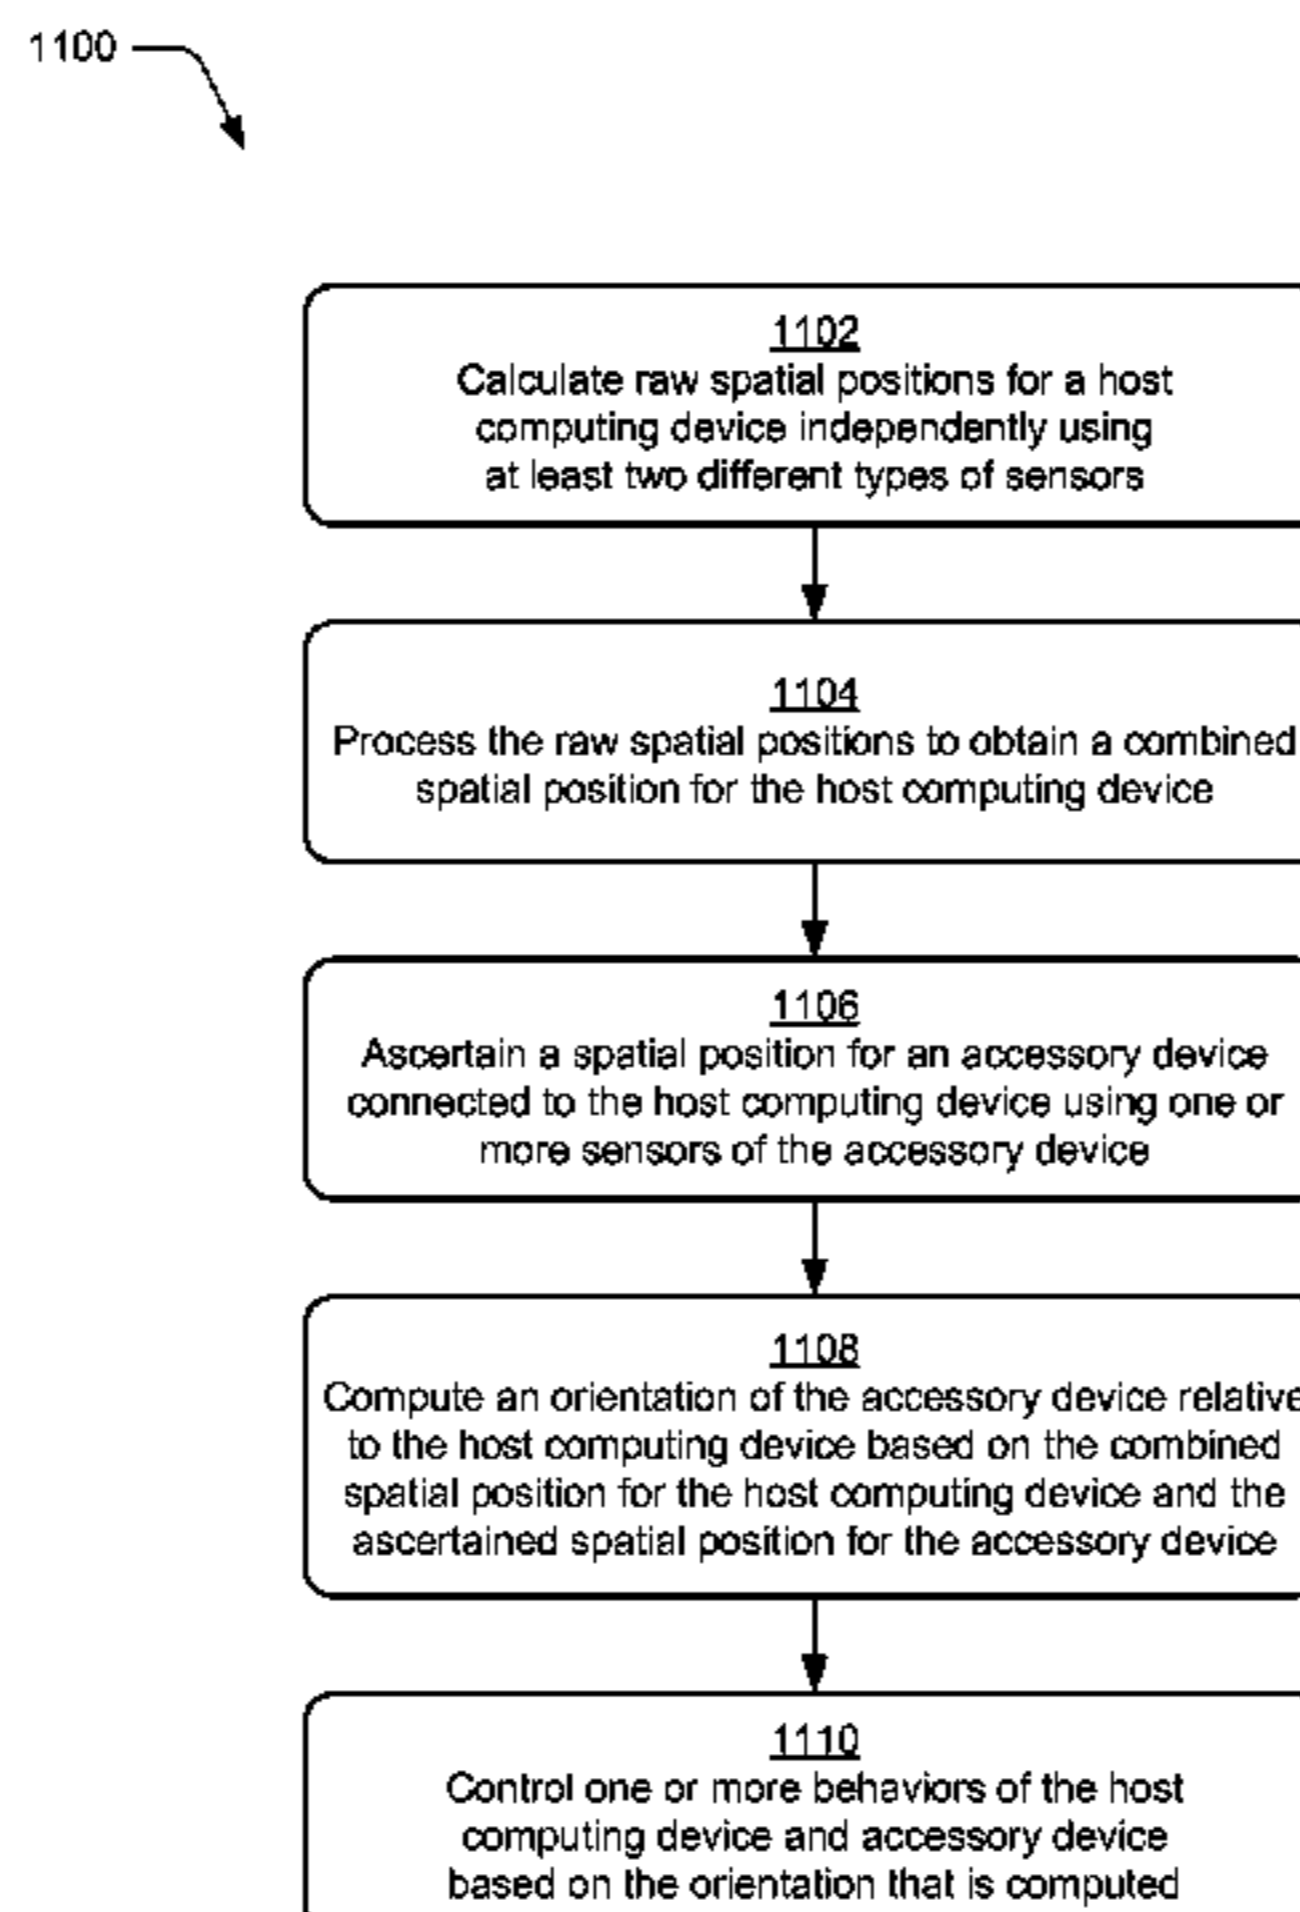 1100
1102
Calculate raw spatial positions for a host
computing device independently using
at least two different types of sensors
1104
Process the raw spatial positions to obtain a combined
spatial position for the host computing device
1106
Ascertain a spatial position for an accessory device
connected to the host computing device using one or
more sensors of the accessory device
1108
Compute an orientation of the accessory device relative
to the host computing device based on the combined
spatial position for the host computing device and the
ascertained spatial position for the accessory device
1110
Control one or more behaviors of the host
computing device and accessory device
based on the orientation that is computed